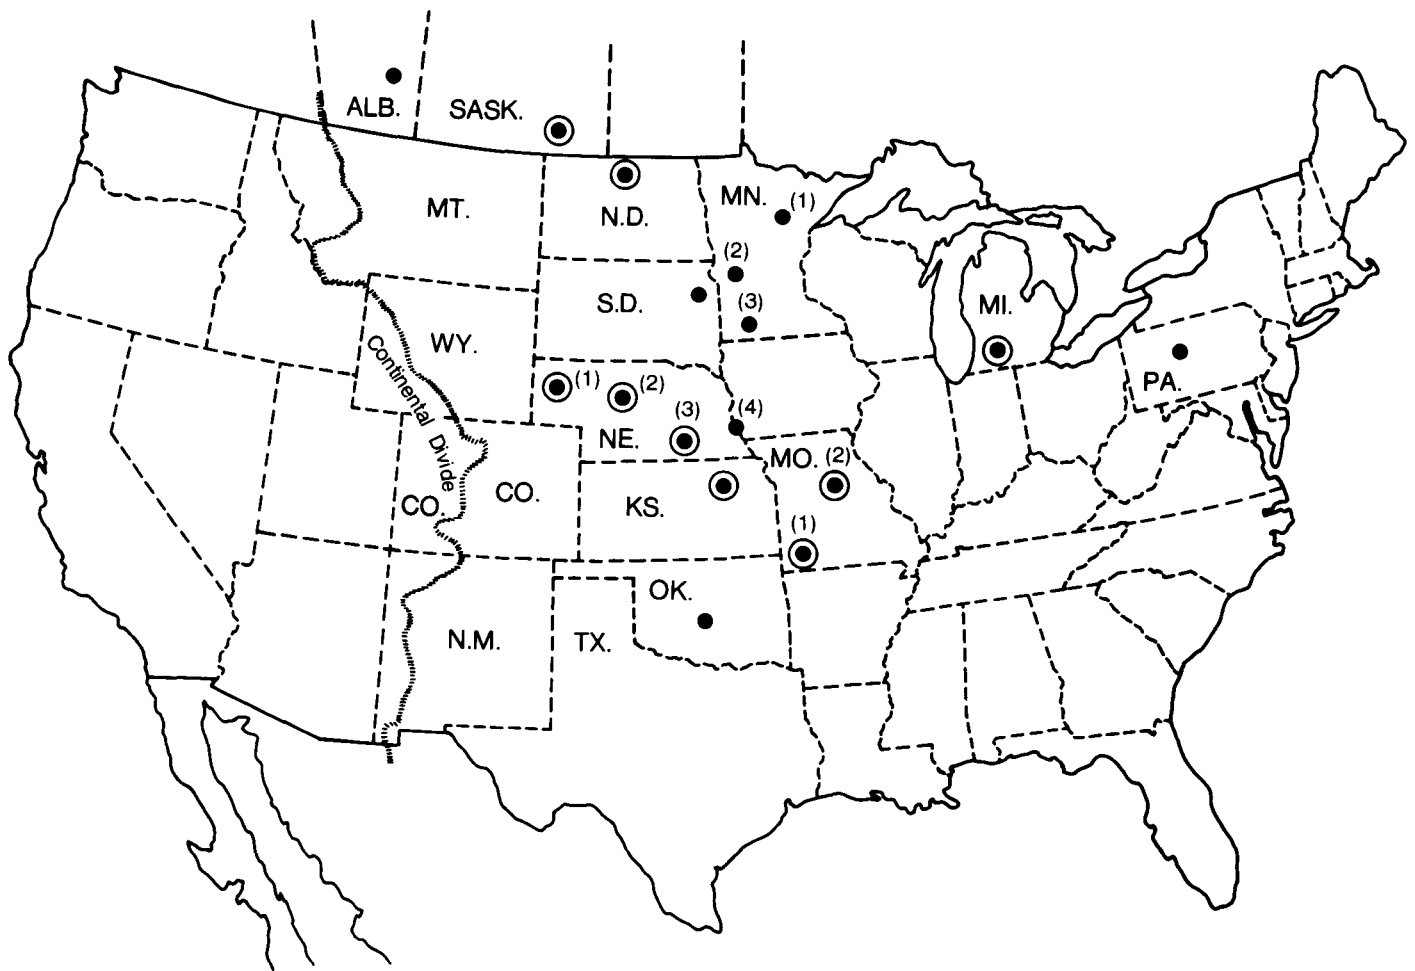 ALB.
SASK.
MT.
N.D.
MN.
(1)
(2)
S.D.
(3)
MI.
WY.
Continental Divide
(1)
(2)
(3)
(4)
PA.
NE.
MO. (2)
CO.
CO.
KS.
(1)
OK.
N.M.
TX.